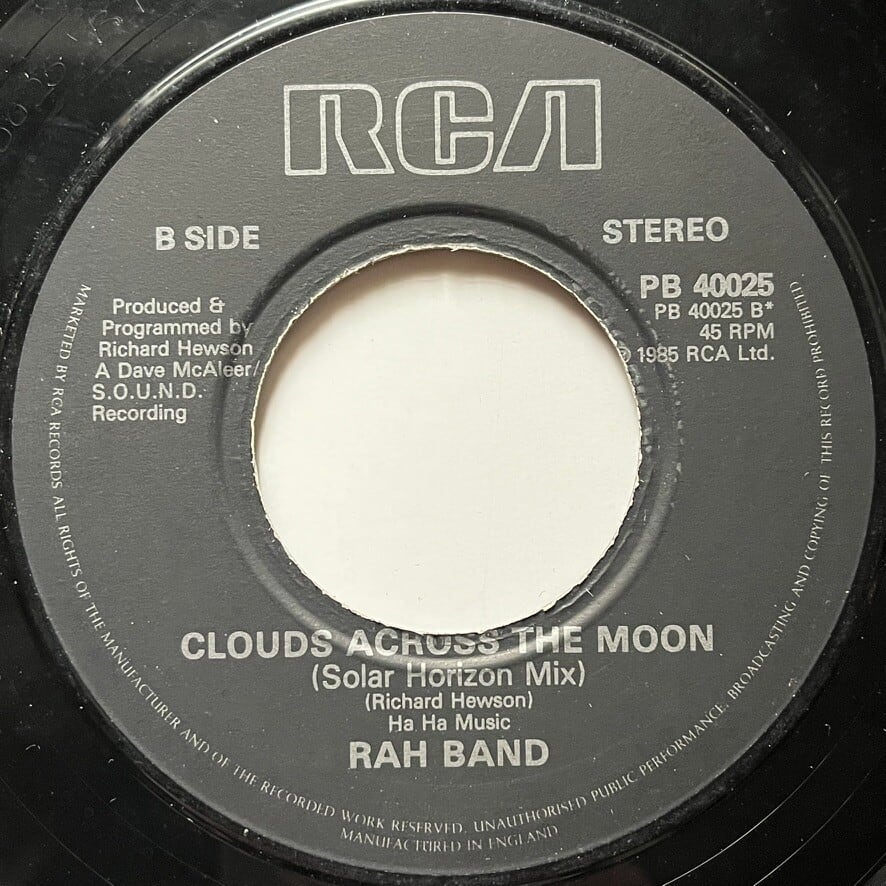 RCA
B SIDE
STEREO
Produced &
Programmed by
Richard Hewson
A Dave McAleer/
S.O.U.N.D.
Recording
PB 40025
PB 40025 B*
45 RPM
℗ 1985 RCA Ltd.
CLOUDS ACROSS THE MOON
(Solar Horizon Mix)
(Richard Hewson)
Ha Ha Music
RAH BAND
MARKETED BY RCA RECORDS ALL RIGHTS OF THE MANUFACTURER AND OF THE RECORDED WORK RESERVED. UNAUTHORISED PUBLIC PERFORMANCE, BROADCASTING AND COPYING OF THIS RECORD PROHIBITED
MANUFACTURED IN ENGLAND